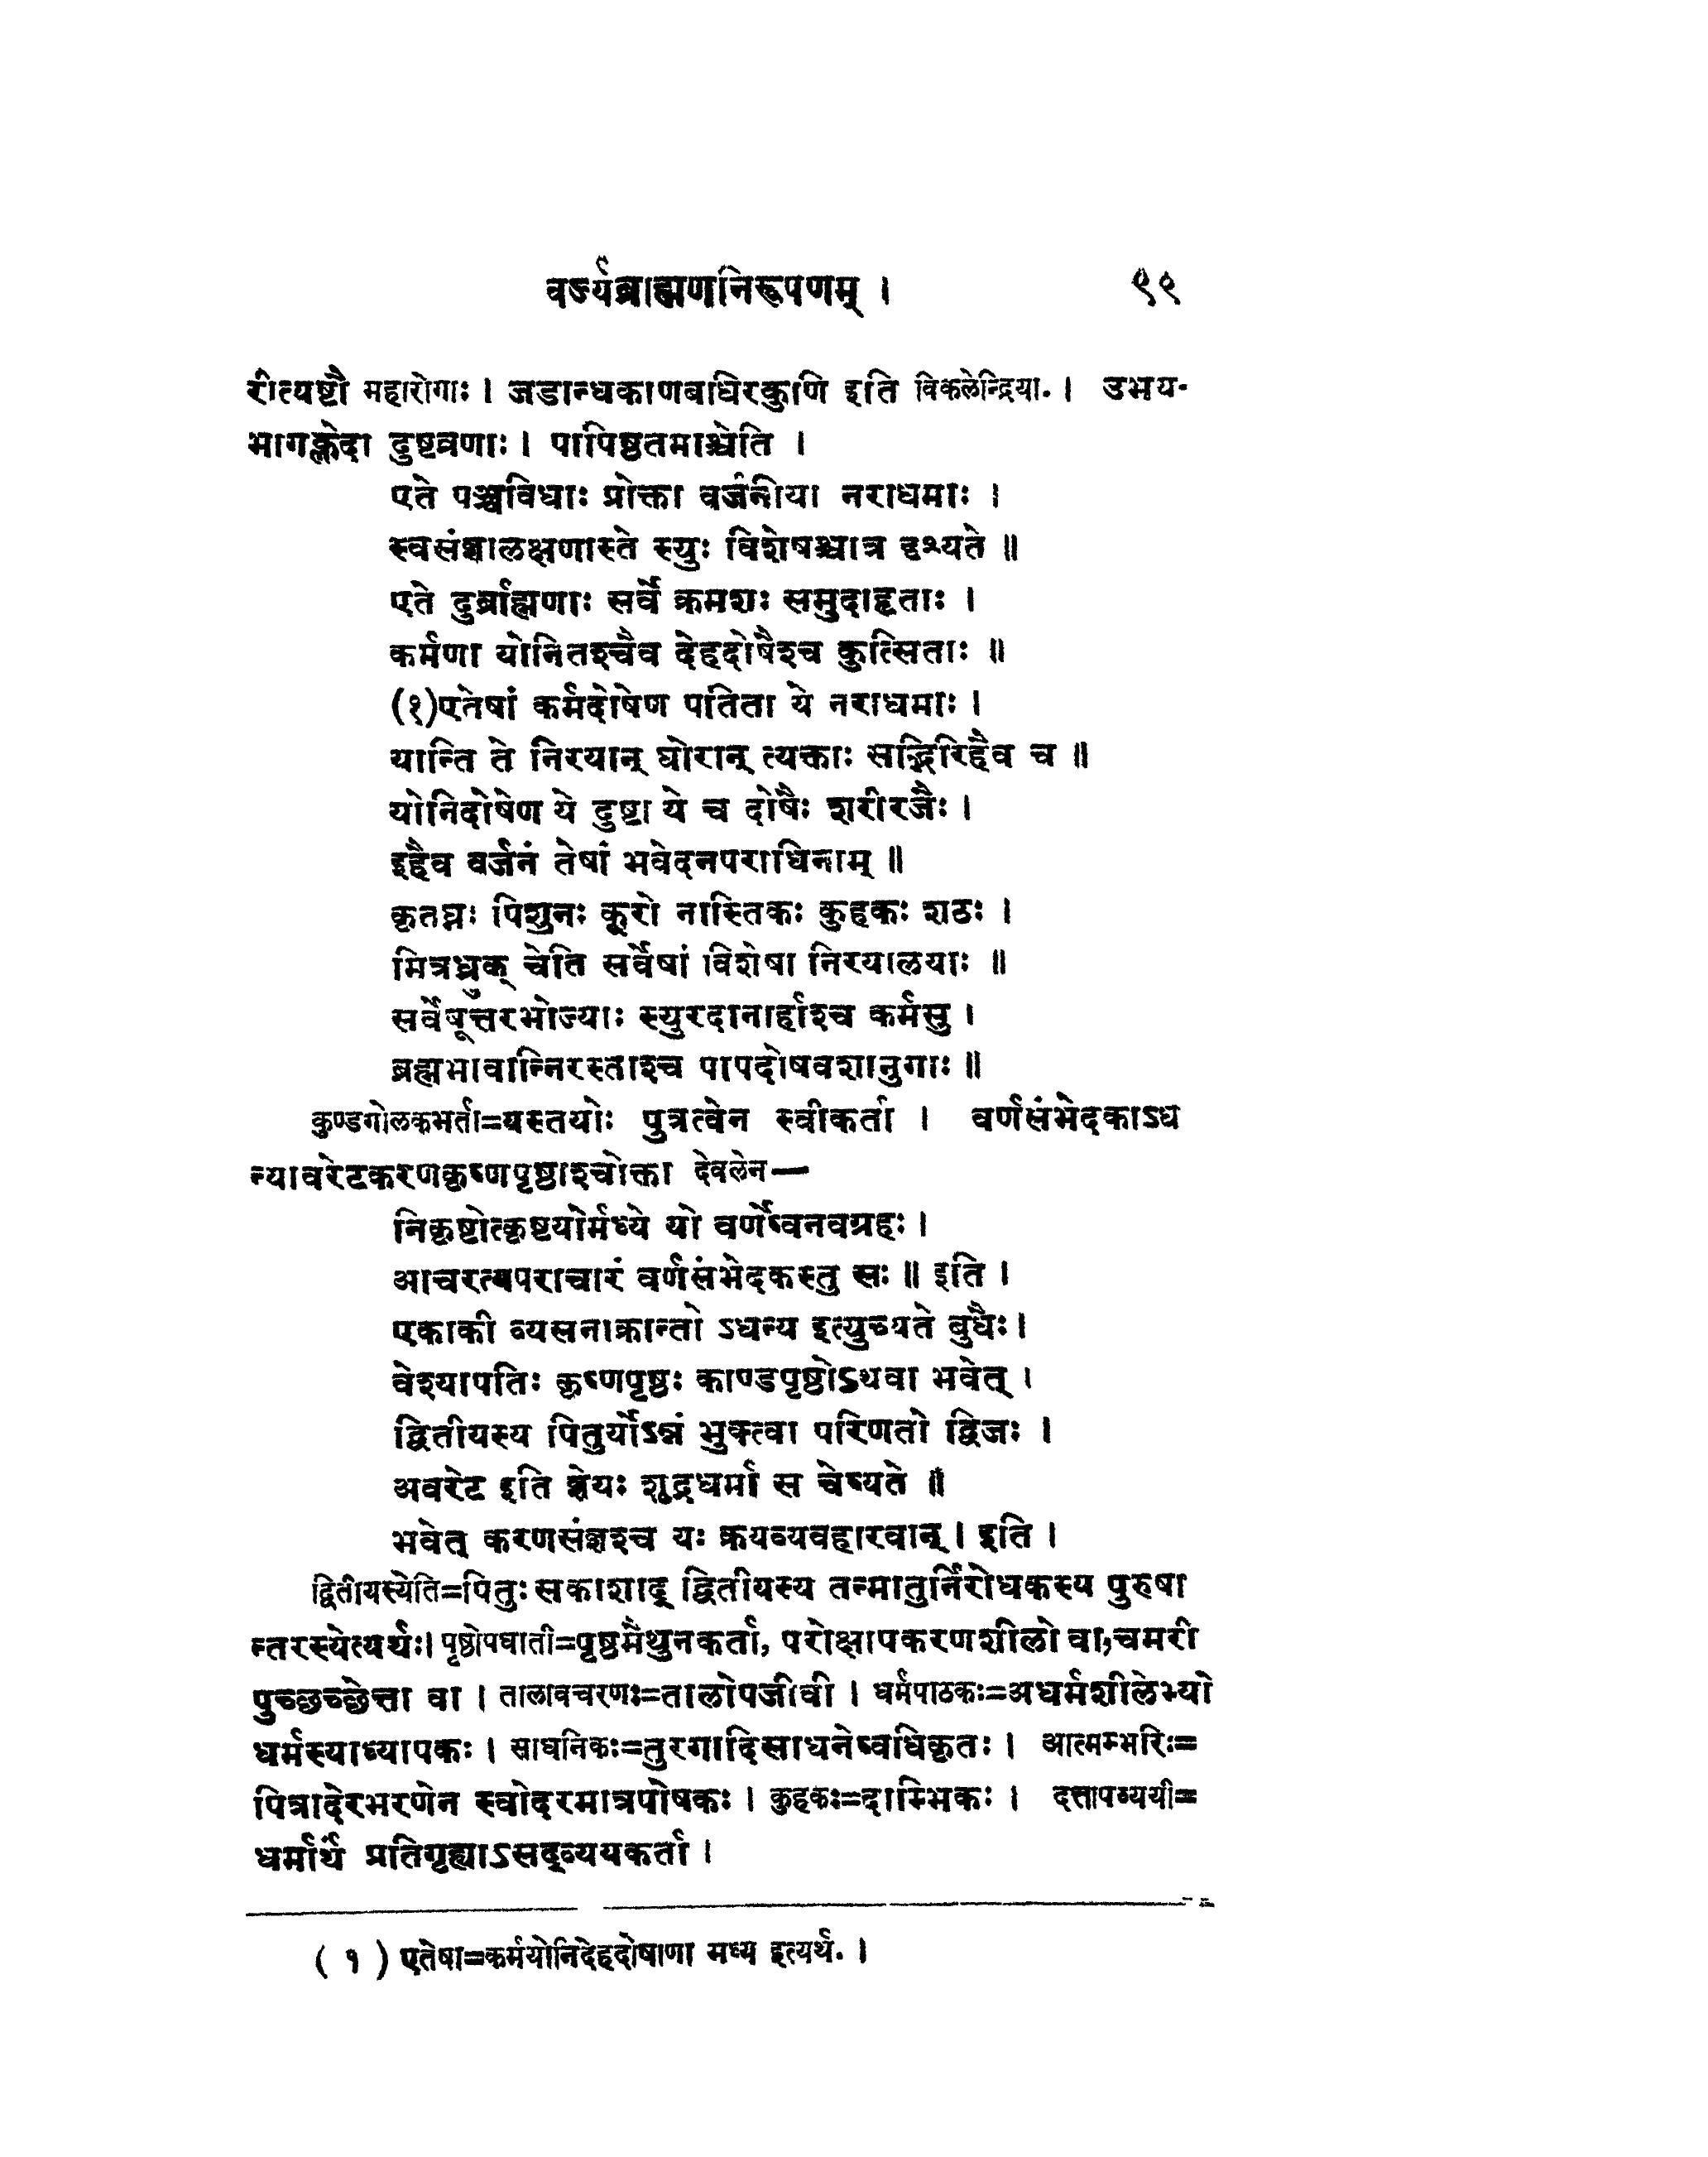 वर्ज्यब्राह्मणनिरूपणम् । ९९
रीत्यष्टौ महारोगाः । जडान्धकाणबधिरकुणि इति विकलेन्द्रिया. । उभय-
भागक्लेदा दुष्टव्रणाः । पापिष्ठतमाश्चेति ।
एते पञ्चविधाः प्रोक्ता वर्जनीया नराधमाः ।
स्वसंज्ञालक्षणास्ते स्युः विशेषश्चात्र दृश्यते ॥
एते दुर्ब्राह्मणाः सर्वे क्रमशः समुदाहृताः ।
कर्मणा योनितश्चैव देहदोषैश्च कुत्सिताः ॥
(१)एतेषां कर्मदोषेण पतिता ये नराधमाः ।
यान्ति ते निरयान् घोरान् त्यक्ताः सद्भिरिहैव च ॥
योनिदोषेण ये दुष्टा ये च दोषैः शरीरजैः ।
इहैव वर्जनं तेषां भवेदनपराधिनाम् ॥
कृतघ्नः पिशुनः क्रूरो नास्तिकः कुहकः शठः ।
मित्रध्रुक् चेति सर्वेषां विशेषा निरयालयाः ॥
सर्वेषूत्तरभोज्याः स्युरदानार्हाश्च कर्मसु ।
ब्रह्मभावान्निरस्ताश्च पापदोषवशानुगाः ॥
कुण्डगोलकभर्ता=यस्तयोः पुत्रत्वेन स्वीकर्ता । वर्णसंभेदकाऽध
न्यावरेटकरणकृष्णपृष्ठाश्चोक्ता देवलेन—
निकृष्टोत्कृष्टयोर्मध्ये यो वर्णेष्वनवग्रहः ।
आचरत्यपराचारं वर्णसंभेदकस्तु सः ॥ इति ।
एकाकी व्यसनाक्रान्तो ऽधन्य इत्युच्यते बुधैः ।
वेश्यापतिः कृष्णपृष्ठः काण्डपृष्ठोऽथवा भवेत् ।
द्वितीयस्य पितुर्योऽन्नं भुक्त्वा परिणतो द्विजः ।
अवरेट इति ज्ञेयः शूद्रधर्मा स चेष्यते ॥
भवेत् करणसंज्ञश्च यः क्रयव्यवहारवान् । इति ।
द्वितीयस्येति=पितुः सकाशाद् द्वितीयस्य तन्मातुर्निरोधकस्य पुरुषा
न्तरस्येत्यर्थः। पृष्ठोपघाती=पृष्ठमैथुनकर्ता, परोक्षापकरणशीलो वा,चमरी
पुच्छच्छेत्ता वा । तालावचरणः=तालोपजीवी । धर्मपाठकः=अधर्मशीलेभ्यो
धर्मस्याध्यापकः । साधनिकः=तुरगादिसाधनेष्वधिकृतः । आत्मम्भरिः=
पित्रादेरभरणेन स्वोदरमात्रपोषकः । कुहकः=दाम्भिकः । दत्तापव्ययी=
धर्मार्थं प्रतिगृह्याऽसद्व्ययकर्ता ।
( १ ) एतेषा=कर्मयोनिदेहदोषाणा मध्य इत्यर्थ. ।